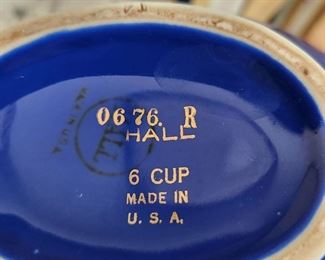 0676. R
HALL
6 CUP
MADE IN
U. S. A.